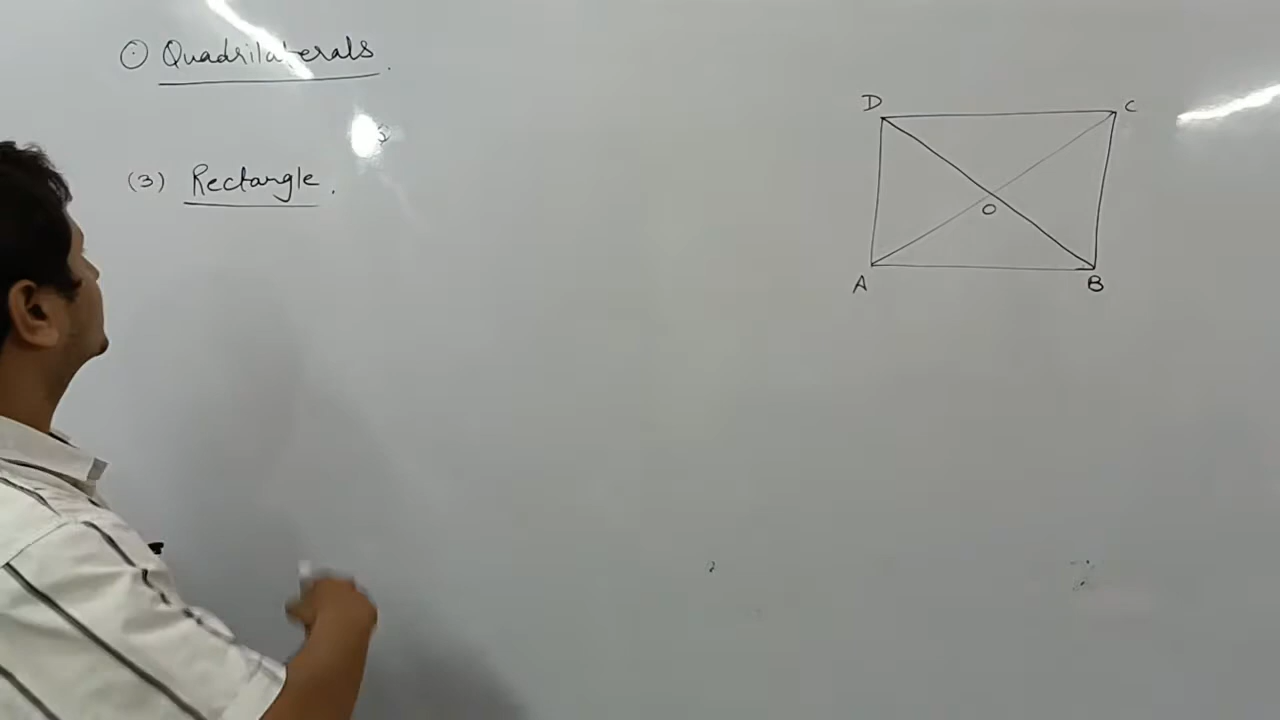 ⊙ Quadrilaterals.
(3) Rectangle.
D C
O
A B